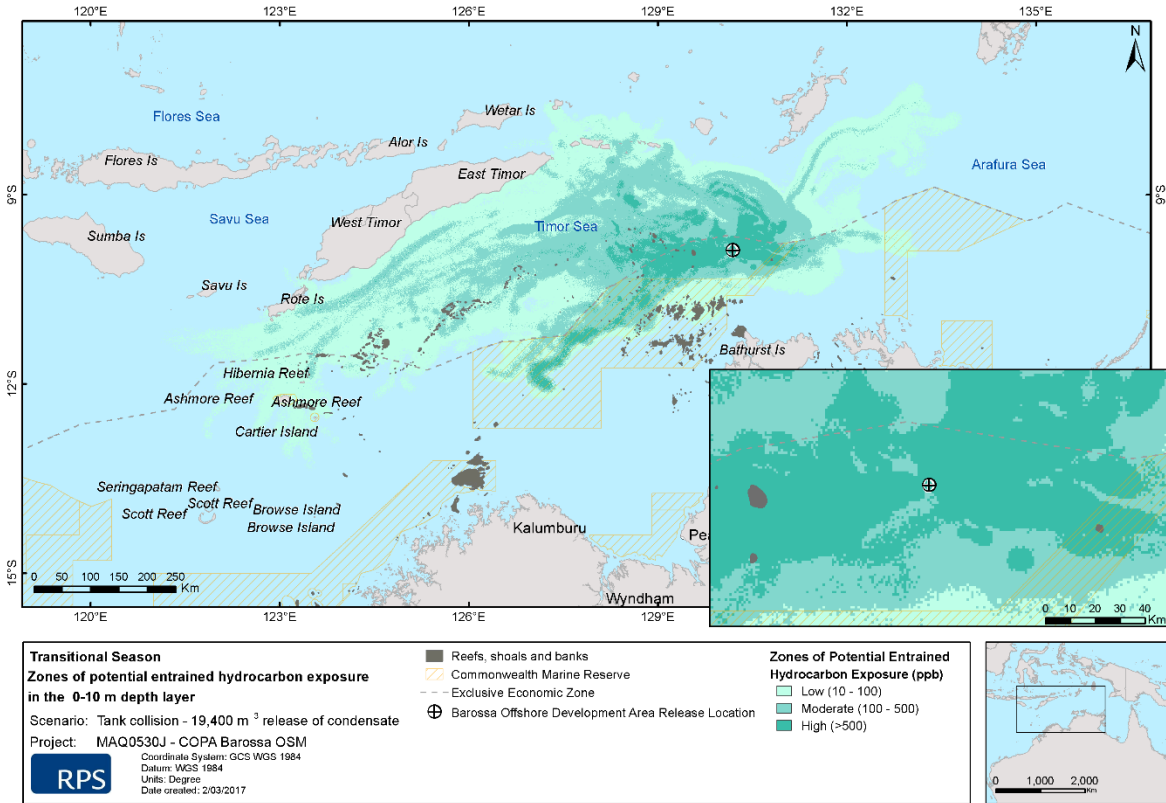 120°E 123°E 126°E 129°E 132°E 135°E
N
Wetar Is
Flores Sea
Alor Is
Flores Is
East Timor
Arafura Sea
9°S 9°S
West Timor
Savu Sea
Timor Sea
Sumba Is
Savu Is
Rote Is
Bathurst Is
Hibernia Reef
12°S
Ashmore Reef Ashmore Reef
Cartier Island
Seringapatam Reef
Scott Reef
Browse Island
Scott Reef
Browse Island
Kalumburu
Pea
15°S
0 50 100 150 200 250
Km
Wyndham
0 10 20 30 40
Km
120°E 123°E 126°E 129°E
Transitional Season
Zones of potential entrained hydrocarbon exposure
in the 0-10 m depth layer
Scenario: Tank collision - 19,400 m³ release of condensate
Project: MAQ0530J - COPA Barossa OSM
RPS
Coordinate System: GCS WGS 1984
Datum: WGS 1984
Units: Degree
Date created: 2/03/2017
Reefs, shoals and banks
Commonwealth Marine Reserve
Exclusive Economic Zone
Barossa Offshore Development Area Release Location
Zones of Potential Entrained
Hydrocarbon Exposure (ppb)
Low (10 - 100)
Moderate (100 - 500)
High (>500)
0 1,000 2,000
Km